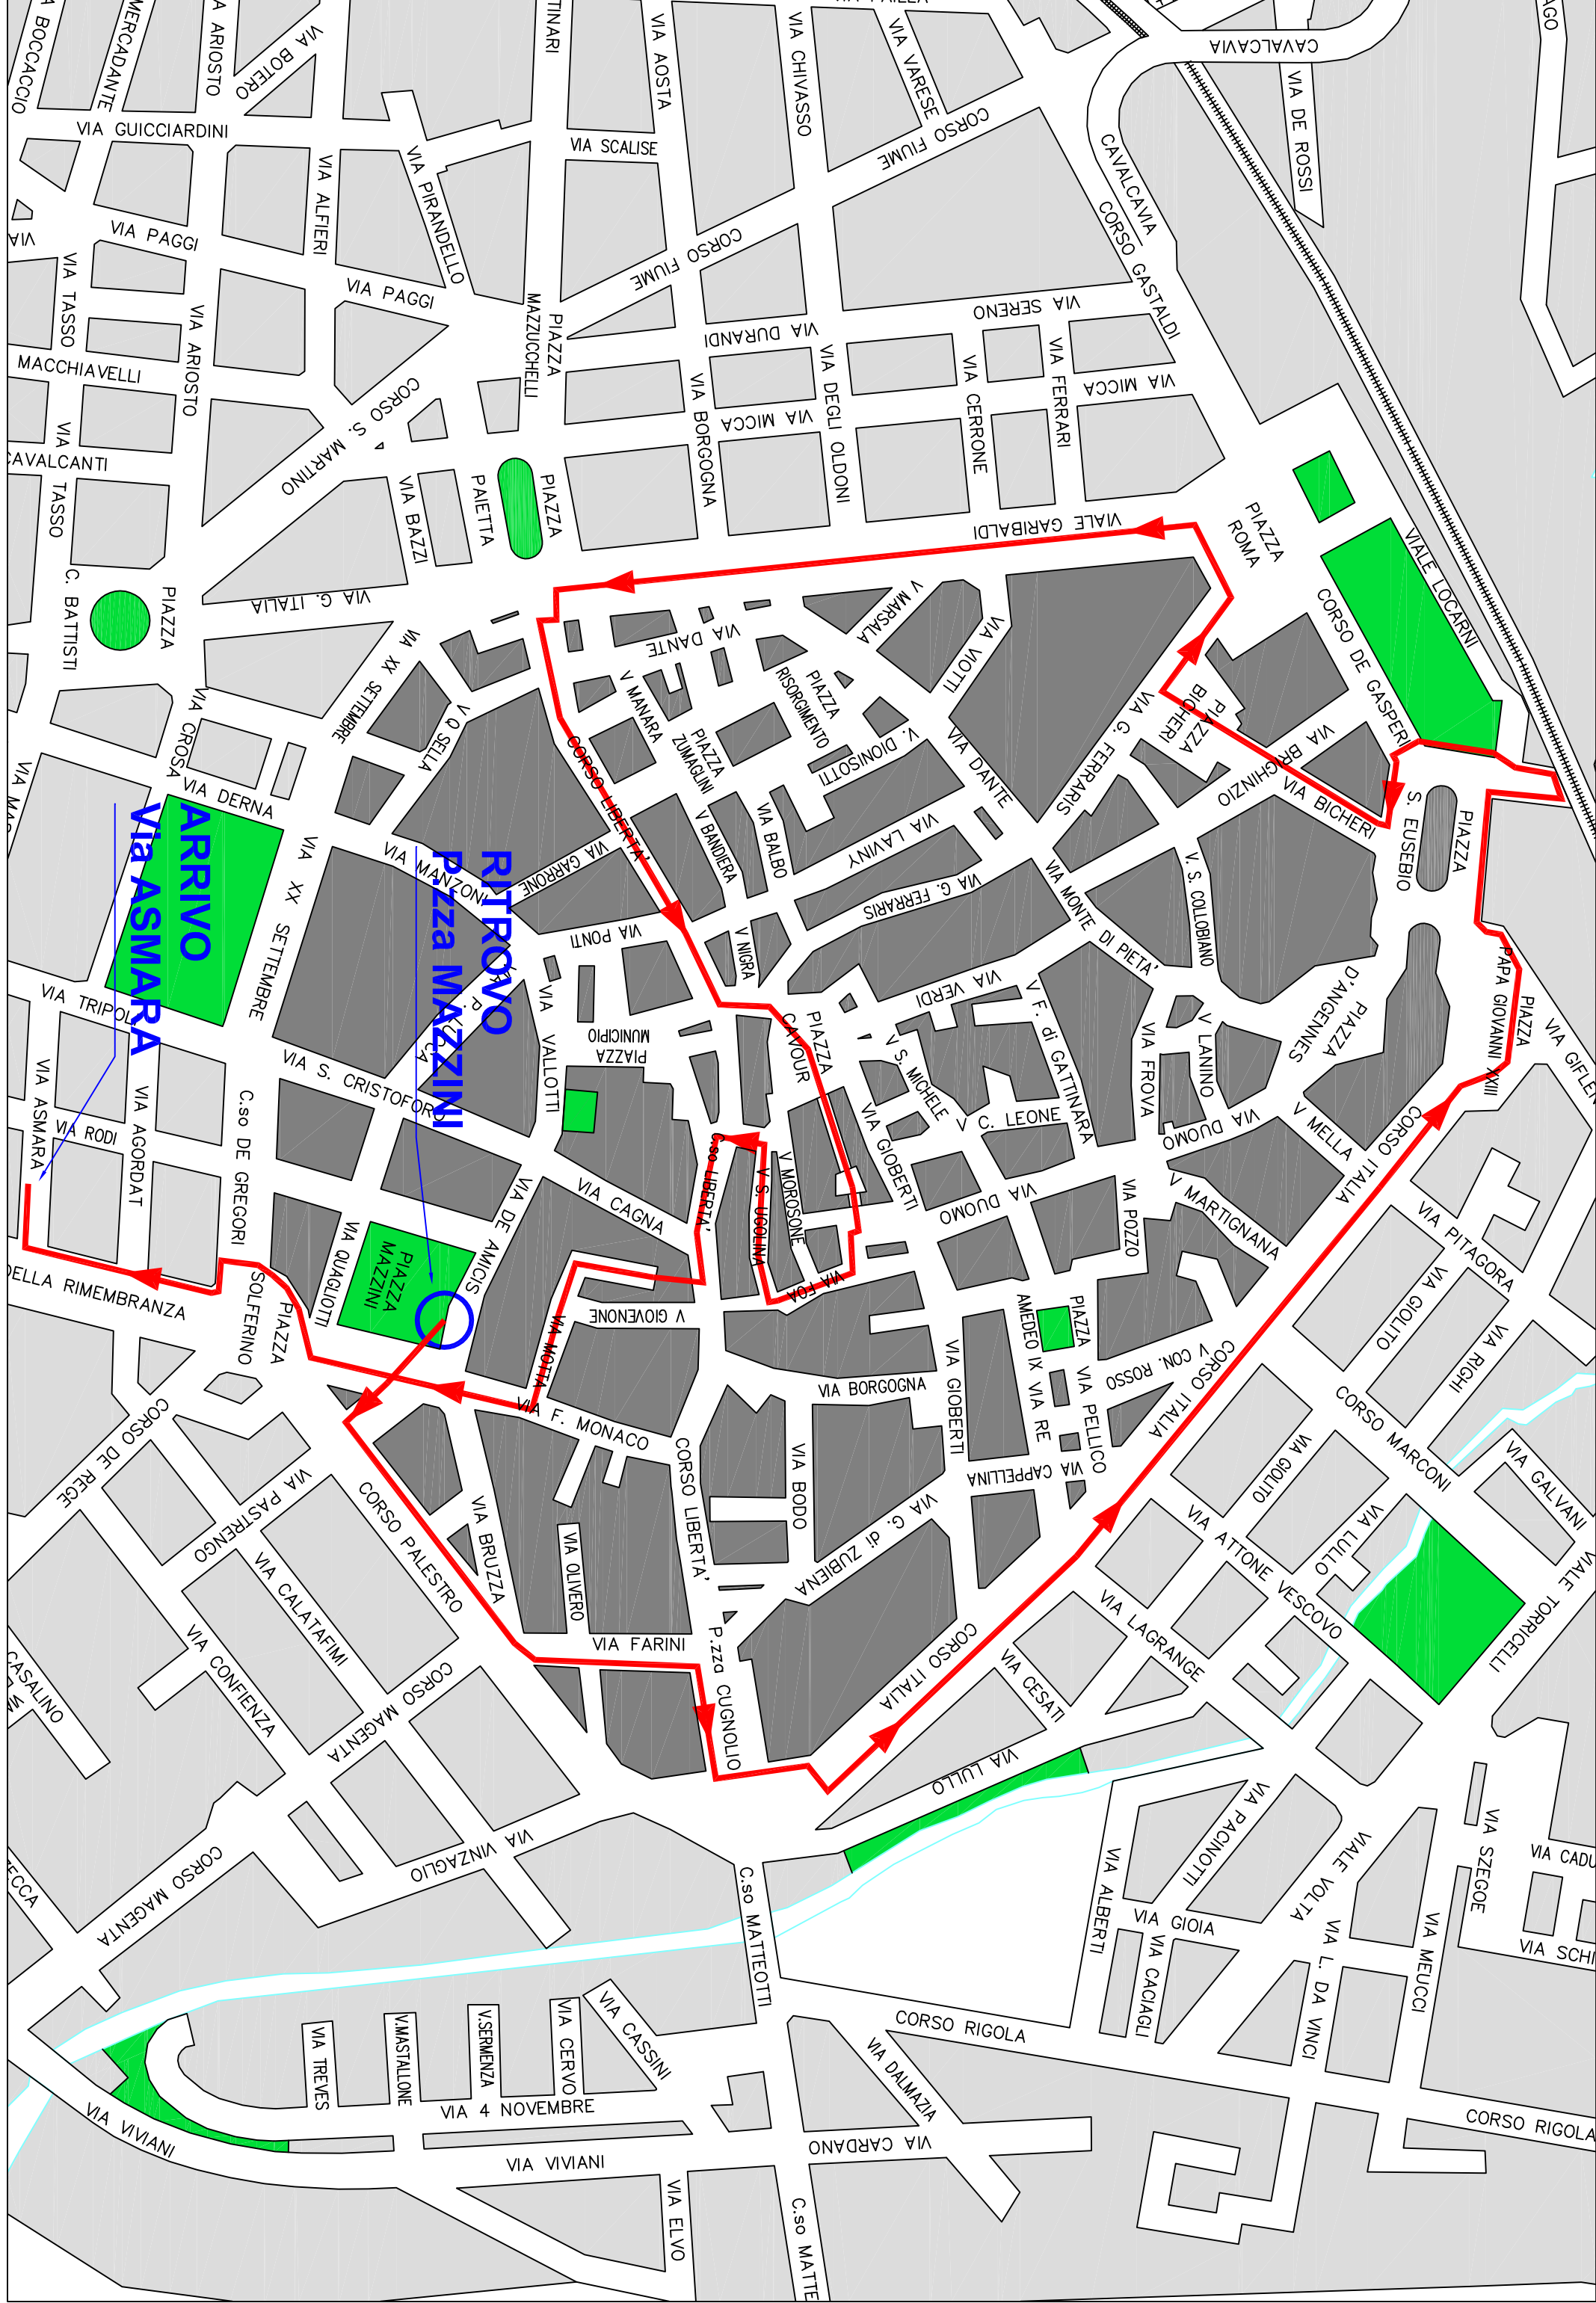 CAVALCAVIA
VIA DE ROSSI
MERCADANTE
VIA BOTERO
VIA AOSTA
VIA CHIVASSO
VIA VARESE
CORSO FIUME
VIA GUICCIARDINI
VIA SCALISE
CAVALCAVIA
VIA ALFIERI
VIA PIRANDELLO
CORSO GASTALDI
VIA PAGGI
CORSO FIUME
VIA TASSO
VIA PAGGI
VIA SERENO
VIA ARIOSTO
PIAZZA
MAZZUCCHELLI
VIA DURANDI
VIA DEGLI OLDONI
VIA CERRONE
VIA FERRARI
VIA MICCA
MACCHIAVELLI
CORSO S. MARTINO
VIA BORGOGNA
VIA MICCA
VIA
TASSO
CAVALCANTI
VIA BAZZI
PIAZZA
PAIETTA
VIALE GARIBALDI
PIAZZA
ROMA
VIALE LOCARNI
CORSO DE GASPERI
PIAZZA
C. BATTISTI
VIA G. ITALIA
VIA XX SETTEMBRE
VIA DANTE
V MARSALA
VIA VIOTTI
V Q SELLA
V MANARA
PIAZZA
ZUMAGLINI
PIAZZA
RISORGIMENTO
V. DIONISOTTI
VIA DANTE
VIA G. FERRARIS
PIAZZA
BICHERI
VIA BRIGHINZIO
VIA BICHERI
VIA CROSA
VIA DERNA
CORSO LIBERTA'
V BANDIERA
VIA BALBO
VIA LAVINY
PIAZZA
S EUSEBIO
ARRIVO
Via ASMARA
RITROVO
P.zza MAZZINI
VIA MANZONI
VIA GARRONE
VIA G. FERRARIS
VIA MONTE DI PIETA'
V. S. COLLOBIANO
VIA XX SETTEMBRE
VIA PONTI
V NIGRA
VIA VERDI
PIAZZA
D'ANGENNES
PIAZZA
PAPA GIOVANNI XXIII
VIA TRIPOLI
VIA VALLOTTI
PIAZZA
MUNICIPIO
PIAZZA
CAVOUR
V S. MICHELE
V F. di GATTINARA
VIA FROVA
V LANINO
VIA ASMARA
VIA RODI
VIA AGORDAT
C.so DE GREGORI
VIA S. CRISTOFORO
VIA CAGNA
C.so LIBERTA'
V S. UGOLINA
V MOROSONE
VIA FOA
VIA GIOBERTI
V C. LEONE
VIA DUOMO
V MELLA
CORSO ITALIA
VIA QUAGLIOTTI
PIAZZA
MAZZINI
VIA DE AMICIS
VIA DUOMO
VIA POZZO
V MARTIGNANA
VIA PITAGORA
DELLA RIMEMBRANZA
PIAZZA
SOLFERINO
VIA MOTTA
V GIOVENONE
VIA GIOBERTI
PIAZZA
AMEDEO IX
VIA RE
VIA PELLICO
V CON. ROSSO
CORSO ITALIA
VIA GIOLITO
VIA RIGHI
CORSO DE REGE
VIA F. MONACO
VIA BORGOGNA
CORSO MARCONI
VIA PASTRENGO
CORSO PALESTRO
CORSO LIBERTA'
VIA BODO
VIA CAPPELLINA
VIA GIOLITO
VIA GALVANI
VIA CALATAFIMI
VIA BRUZZA
VIA OLIVERO
VIA G. di ZUBIENA
VIA ATTONE VESCOVO
VIA LULLO
VIALE TORRICELLI
VIA CONFIENZA
VIA FARINI
P.zza CUGNOLIO
CORSO ITALIA
VIA CESATI
VIA LAGRANGE
CASALINO
CORSO MAGENTA
VIA LULLO
VIA VINZAGLIO
VIA PACINOTTI
VIALE VOLTA
VIA SZEGOE
CORSO MAGENTA
C.so MATTEOTTI
VIA ALBERTI
VIA GIOIA
VIA CACIAGLI
VIA L. DA VINCI
VIA MEUCCI
VIA TREVES
V.MASTALLONE
V.SERMENZA
VIA CERVO
VIA CASSINI
CORSO RIGOLA
VIA DALMAZIA
VIA 4 NOVEMBRE
CORSO RIGOLA
VIA VIVIANI
VIA VIVIANI
VIA CARDANO
VIA ELVO
C.so MATTE